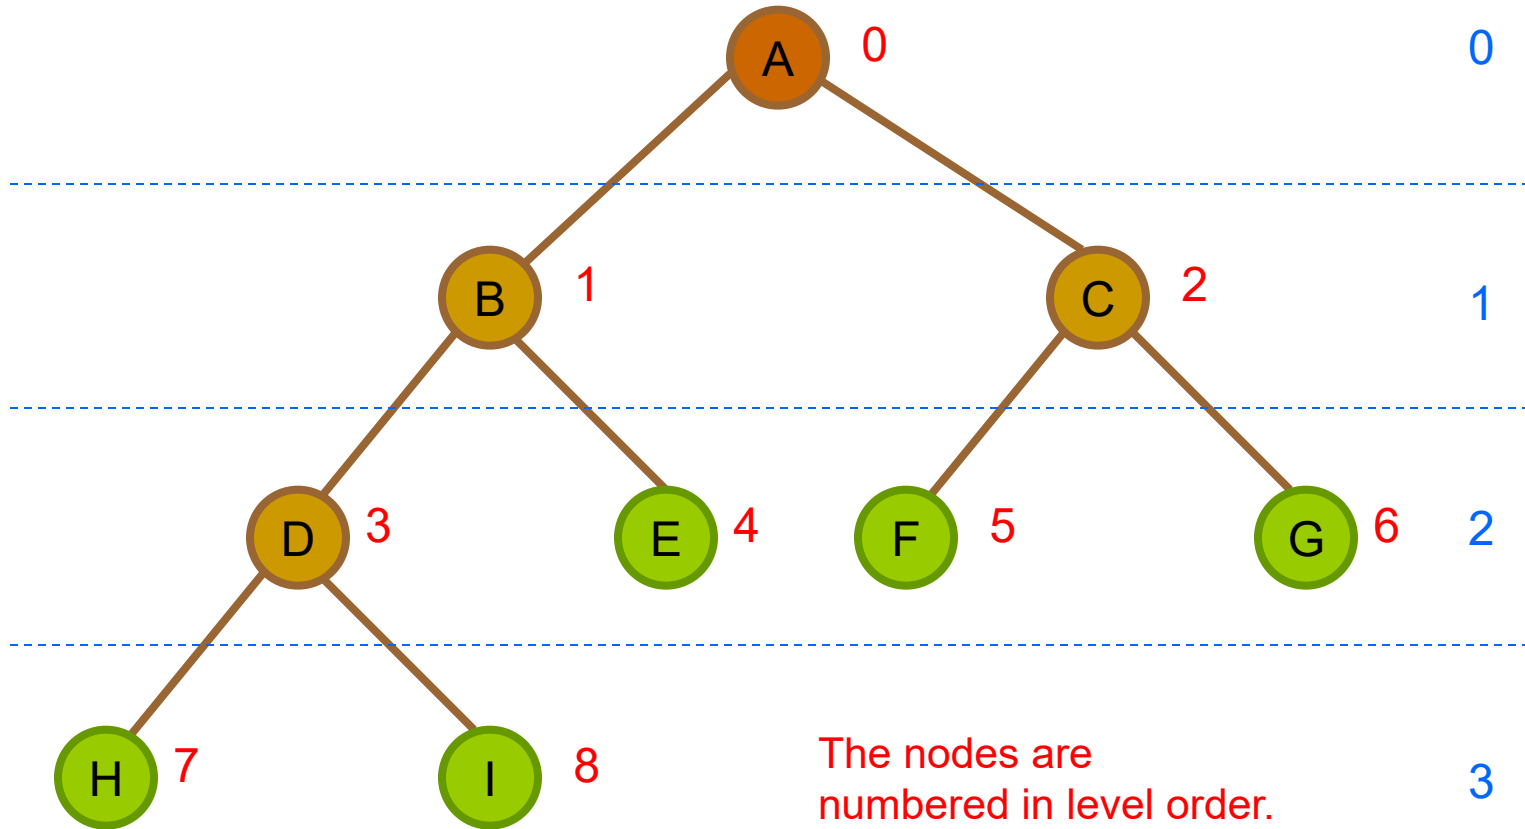 A 0 0
B 1 C 2 1
D 3 E 4 F 5 G 6 2
H 7 I 8 3
The nodes are
numbered in level order.